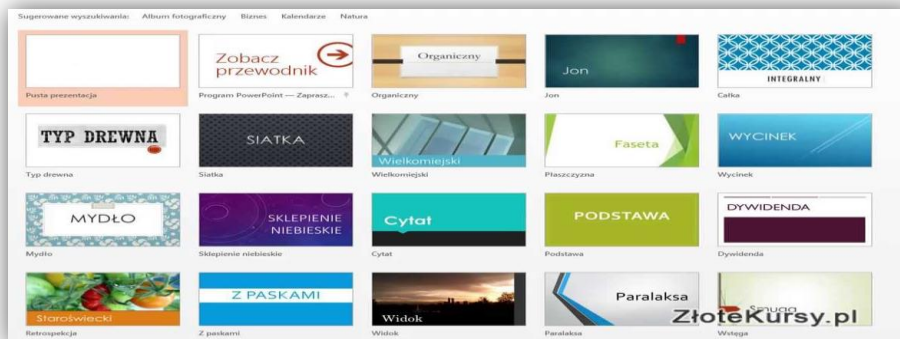 Sugerowane wyszukiwania: Album fotograficzny Biznes Kalendarze Natura
Zobacz
przewodnik
Organiczny
Jon
INTEGRALNY
Pusta prezentacja
Program PowerPoint — Zaprasz...
Organiczny
Jon
Całka
TYP DREWNA
SIATKA
Wielkomiejski
Faseta
WYCINEK
Typ drewna
Siatka
Wielkomiejski
Płaszczyzna
Wycinek
MYDŁO
SKLEPIENIE
NIEBIESKIE
Cytat
PODSTAWA
DYWIDENDA
Mydło
Sklepienie niebieskie
Cytat
Podstawa
Dywidenda
Staroświecki
Z PASKAMI
Widok
Paralaksa
Smuga
ZłoteKursy.pl
Retrospekcja
Z paskami
Widok
Paralaksa
Wstęga